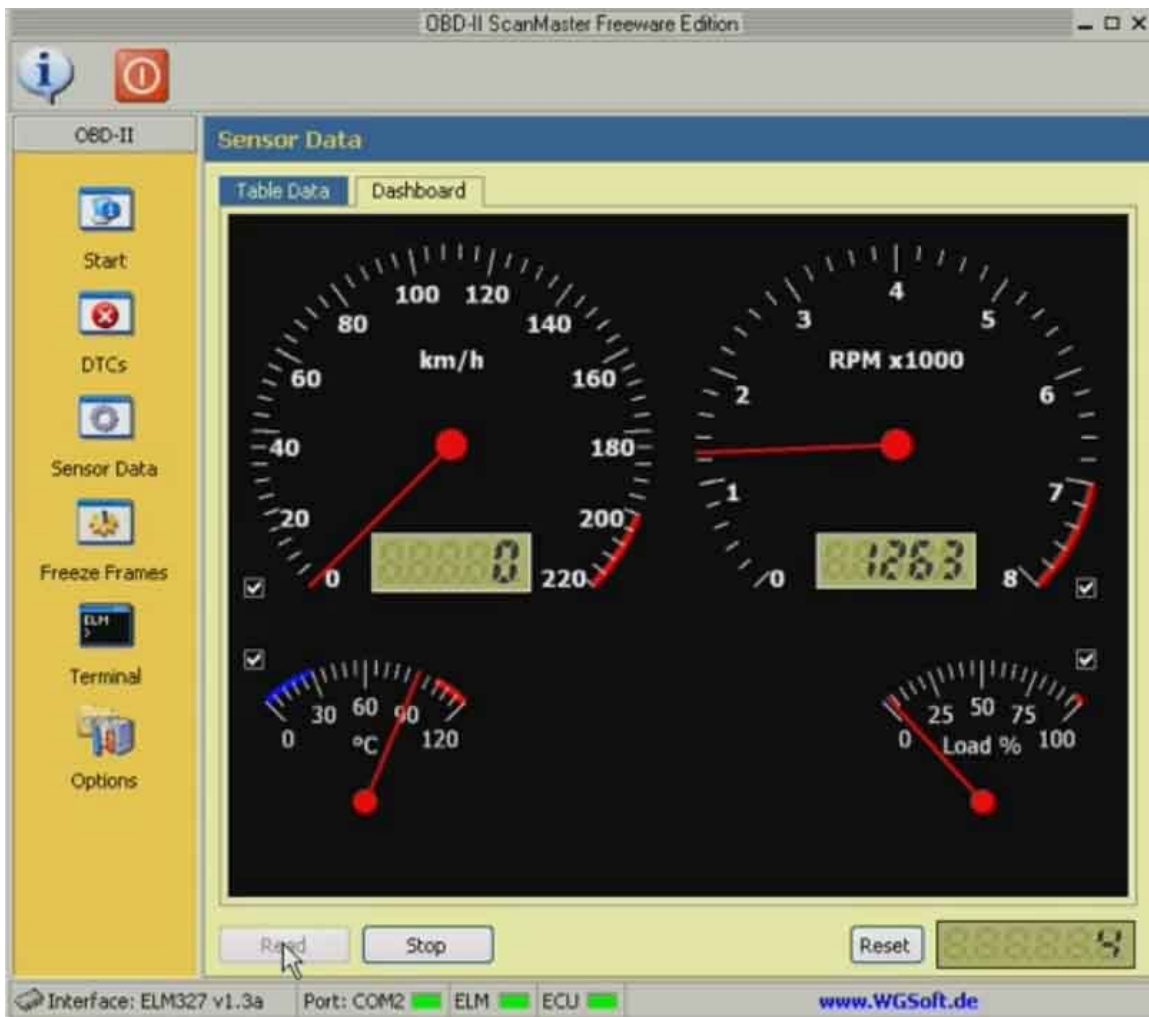 OBD-II ScanMaster Freeware Edition
OBD-II
Start
DTCs
Sensor Data
Freeze Frames
ELM
>
Terminal
Options
Sensor Data
Table Data Dashboard
0 20 40 60 80 100 120 140 160 180 200 220
km/h
0
0 1 2 3 4 5 6 7 8
RPM x1000
1263
0 30 60 90 120
°C
0 25 50 75 100
Load %
Read Stop Reset 4
Interface: ELM327 v1.3a Port: COM2 ELM ECU www.WGSoft.de